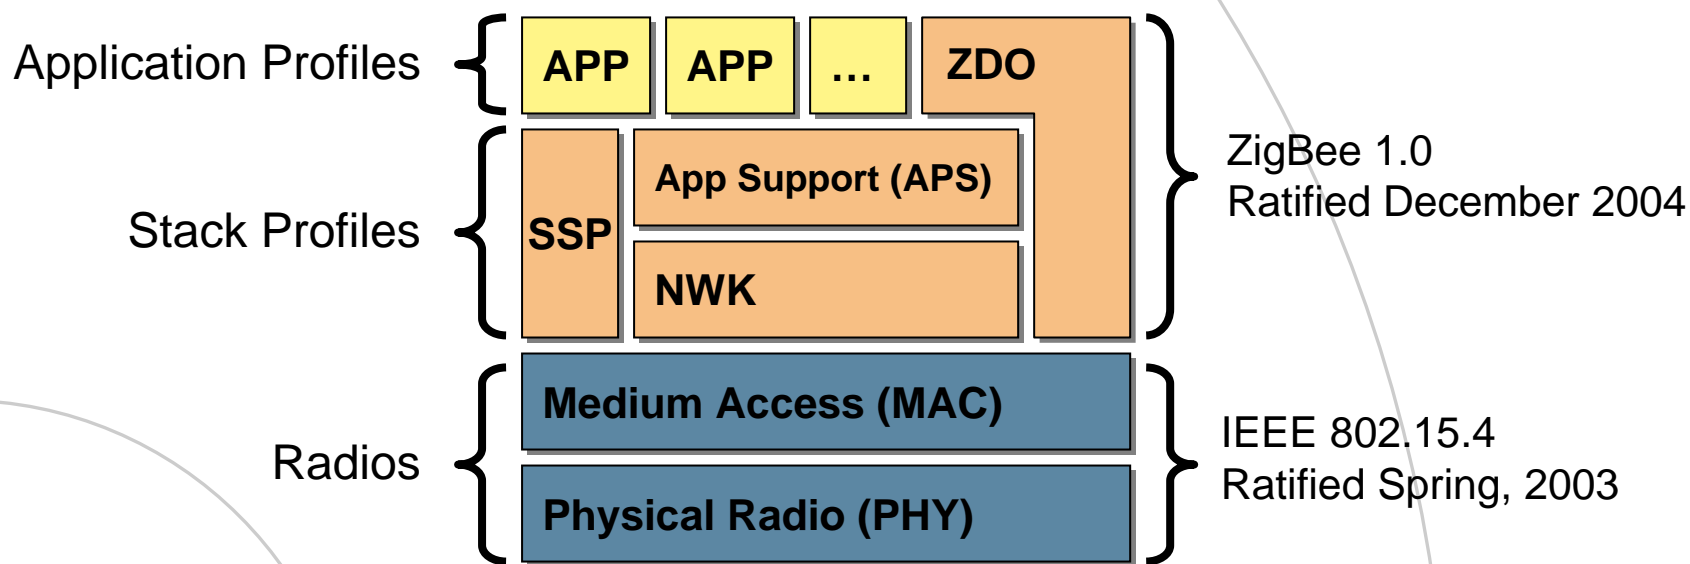 Application Profiles
APP
APP
...
ZDO
Stack Profiles
SSP
App Support (APS)
NWK
ZigBee 1.0
Ratified December 2004
Radios
Medium Access (MAC)
Physical Radio (PHY)
IEEE 802.15.4
Ratified Spring, 2003